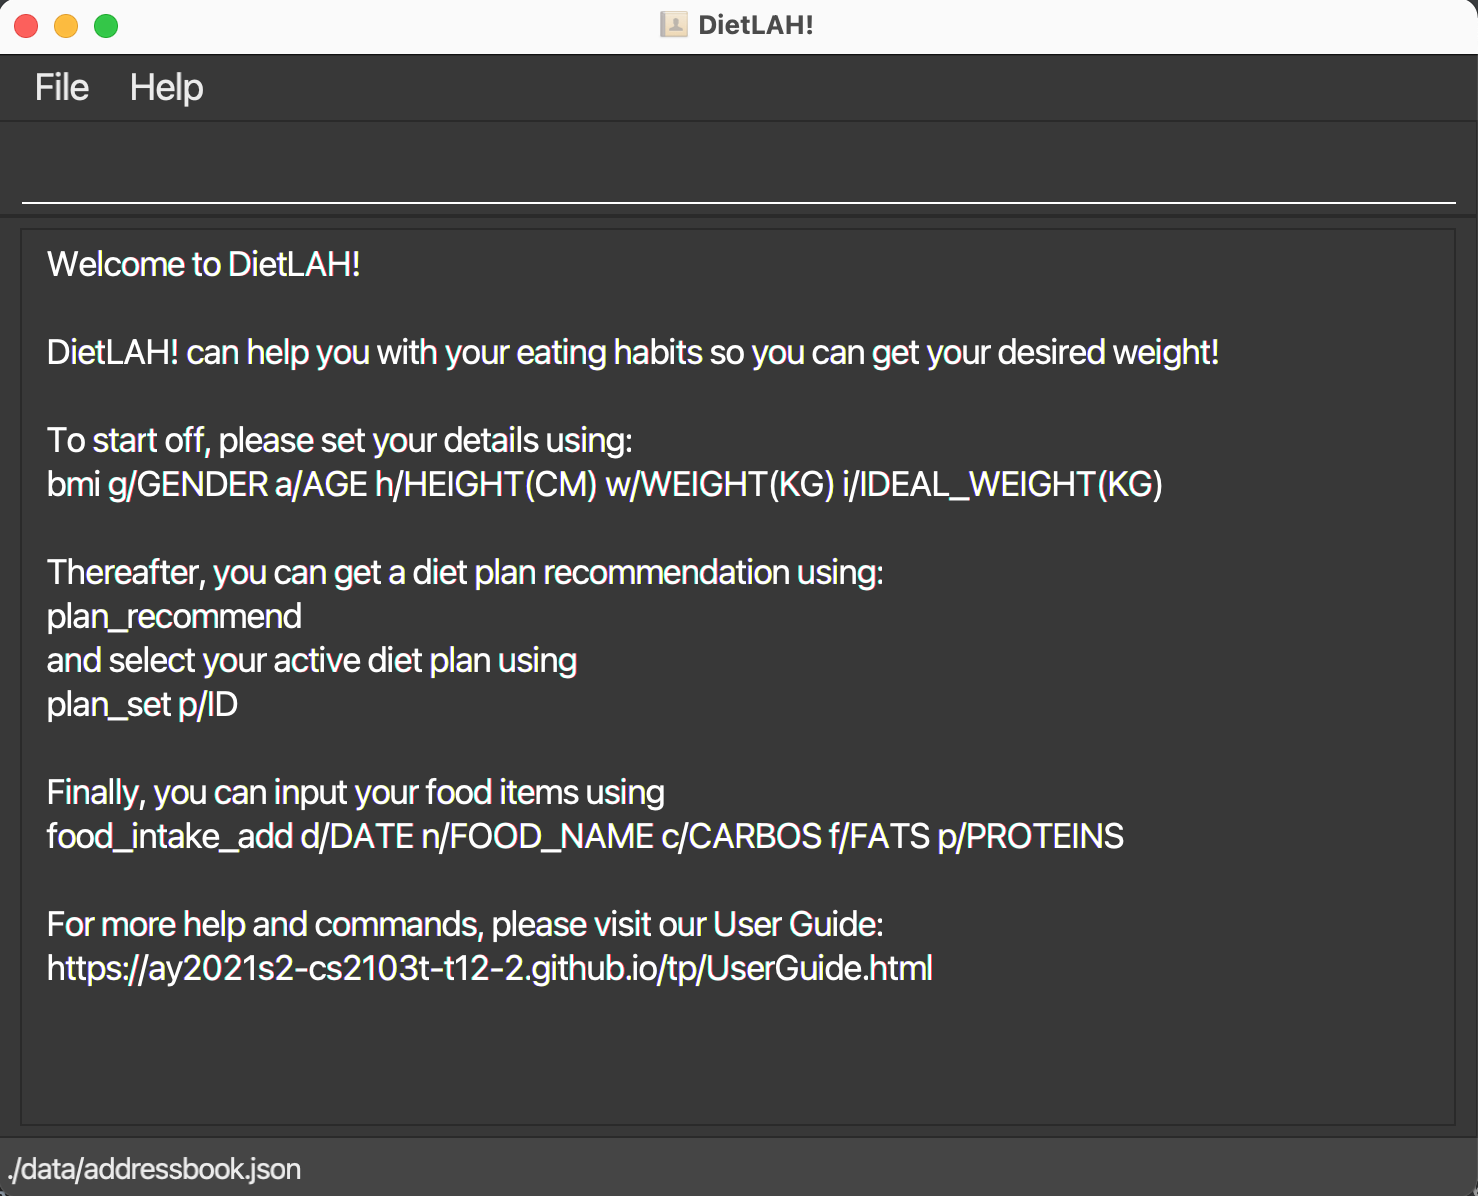 DietLAH!
File Help
Welcome to DietLAH!
DietLAH! can help you with your eating habits so you can get your desired weight!
To start off, please set your details using:
bmi g/GENDER a/AGE h/HEIGHT(CM) w/WEIGHT(KG) i/IDEAL_WEIGHT(KG)
Thereafter, you can get a diet plan recommendation using:
plan_recommend
and select your active diet plan using
plan_set p/ID
Finally, you can input your food items using
food_intake_add d/DATE n/FOOD_NAME c/CARBOS f/FATS p/PROTEINS
For more help and commands, please visit our User Guide:
https://ay2021s2-cs2103t-t12-2.github.io/tp/UserGuide.html
./data/addressbook.json